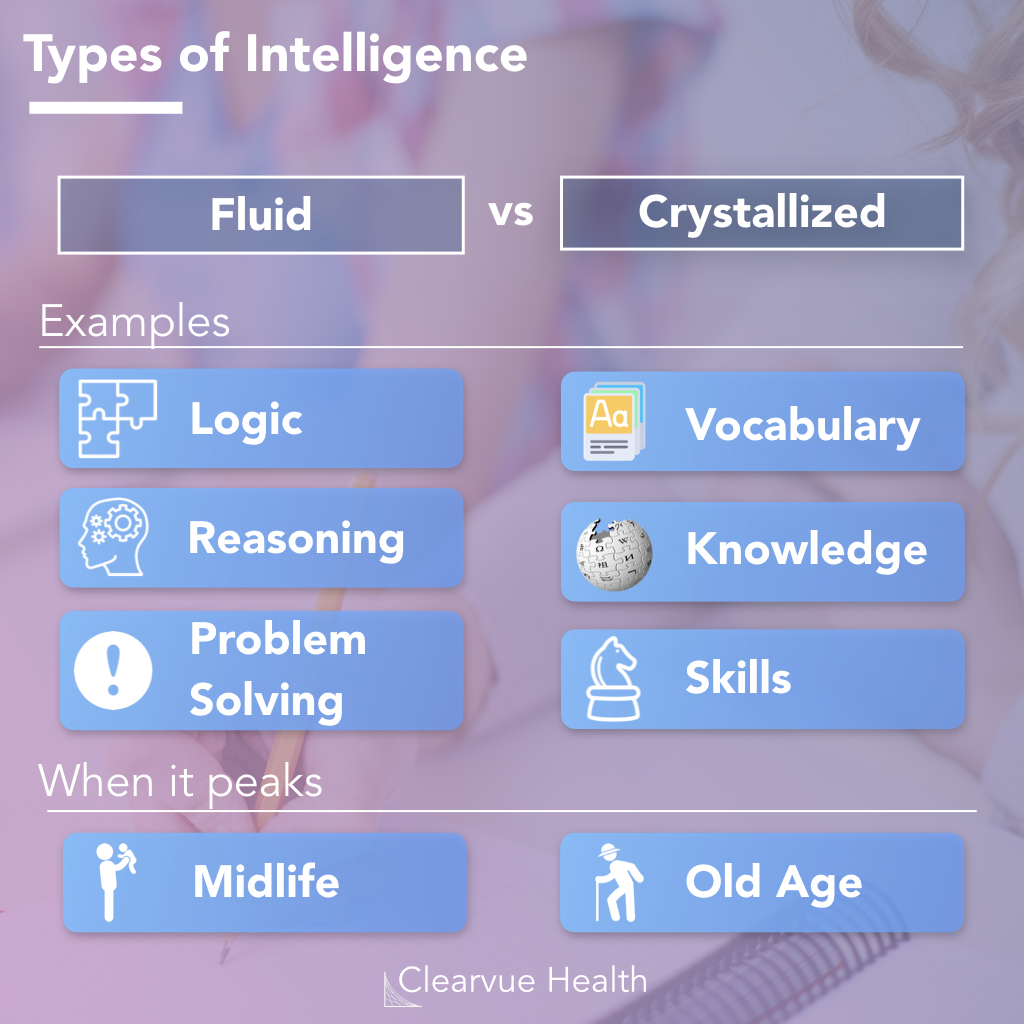 Types of Intelligence
Fluid vs Crystallized
Examples
Logic
Aa
Vocabulary
Reasoning
Knowledge
Problem
Solving
Skills
When it peaks
Midlife
Old Age
Clearvue Health